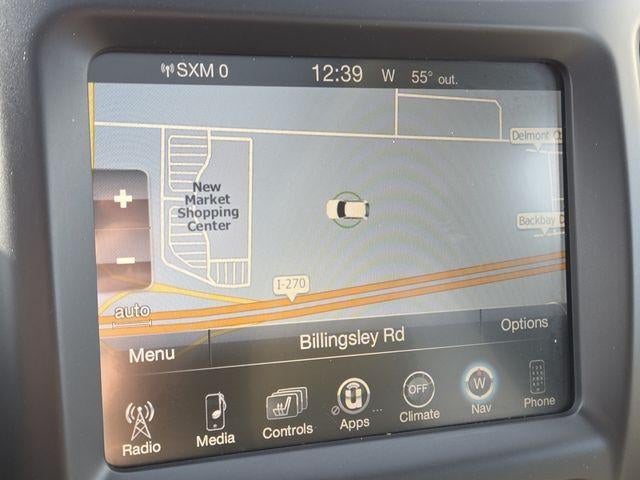 SXM 0 12:39 W 55° out.
Delmont
New
Market
Shopping
Center
+
Backbay
−
I-270
auto
Menu Billingsley Rd Options
Radio Media Controls Apps OFF Climate W Nav Phone